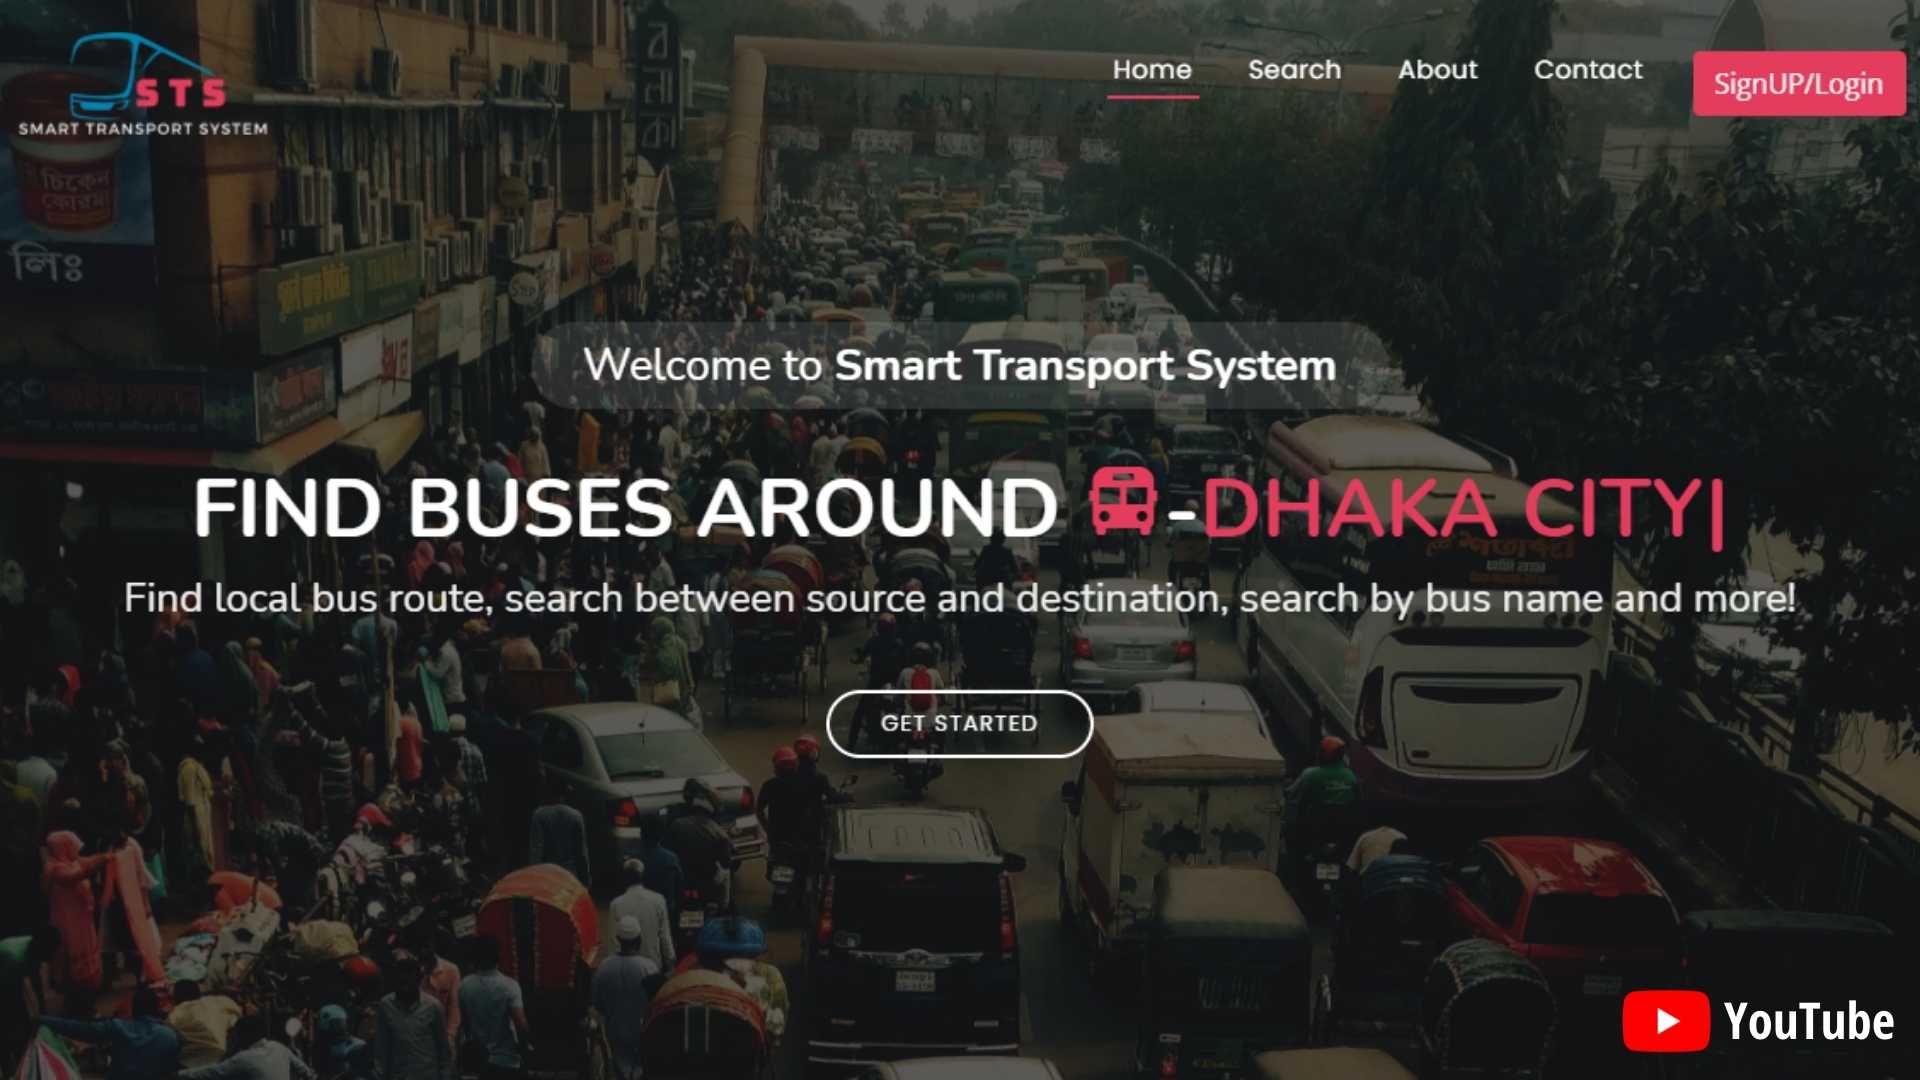 STS
SMART TRANSPORT SYSTEM
Home Search About Contact SignUP/Login
চিকেন
কোরমা
লিঃ
Welcome to Smart Transport System
FIND BUSES AROUND -DHAKA CITY|
Find local bus route, search between source and destination, search by bus name and more!
GET STARTED
YouTube